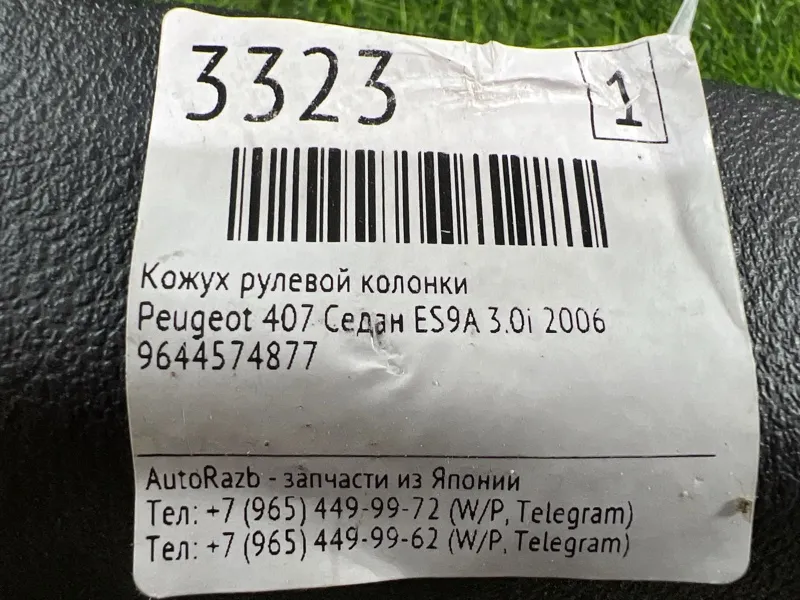 3323
1
Кожух рулевой колонки
Peugeot 407 Седан ES9A 3.0i 2006
9644574877
AutoRazb - запчасти из Японии
Тел: +7 (965) 449-99-72 (W/P, Telegram)
Тел: +7 (965) 449-99-62 (W/P, Telegram)